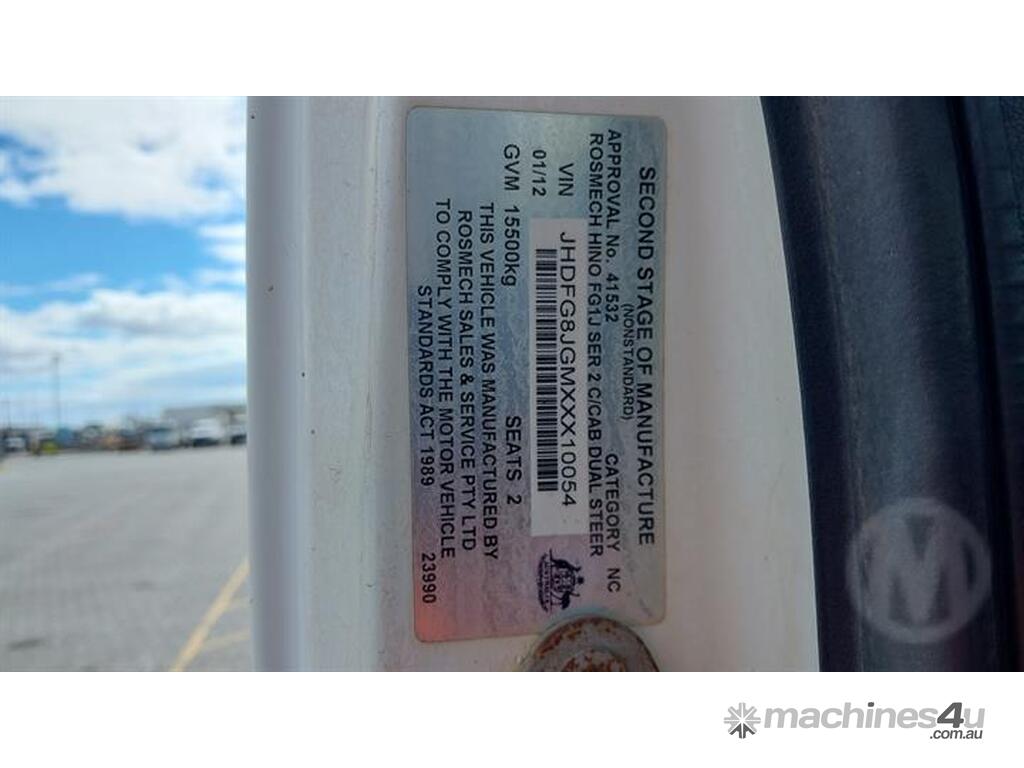 SECOND STAGE OF MANUFACTURE
(NONSTANDARD)
APPROVAL No. 41532 CATEGORY NC
ROSMECH HINO FG1J SER 2 C/CAB DUAL STEER
VIN JHDFG8JGMXXX10054
01/12
GVM 15500kg SEATS 2
THIS VEHICLE WAS MANUFACTURED BY
ROSMECH SALES & SERVICE PTY LTD
TO COMPLY WITH THE MOTOR VEHICLE
STANDARDS ACT 1989 23990
M
machines4u
.com.au